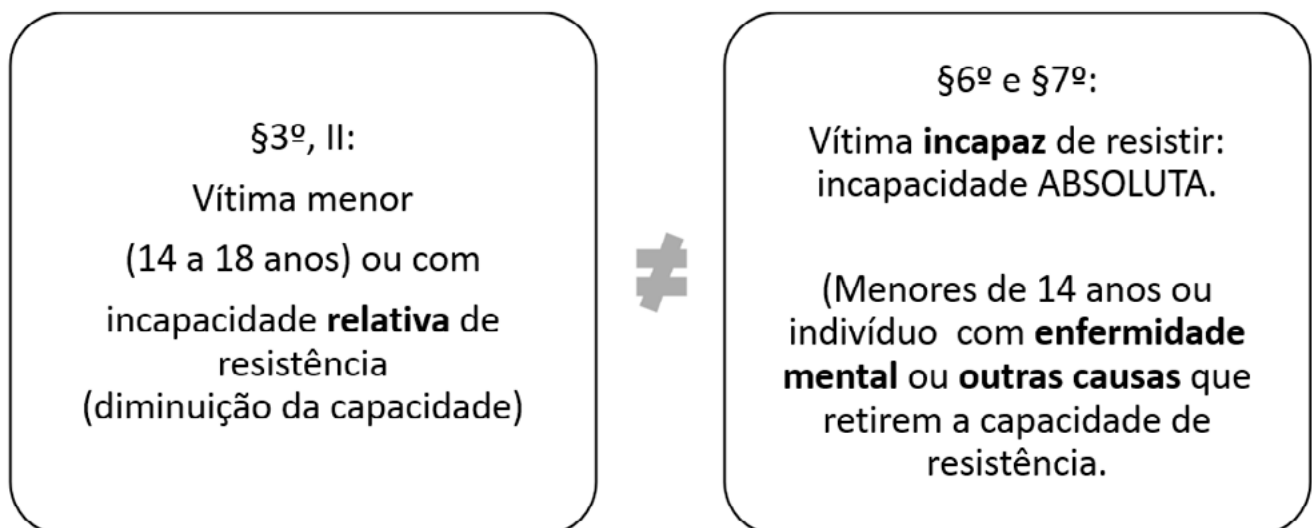 §3º, II:
Vítima menor
(14 a 18 anos) ou com
incapacidade relativa de
resistência
(diminuição da capacidade)
≠
§6º e §7º:
Vítima incapaz de resistir:
incapacidade ABSOLUTA.
(Menores de 14 anos ou
indivíduo com enfermidade
mental ou outras causas que
retirem a capacidade de
resistência.